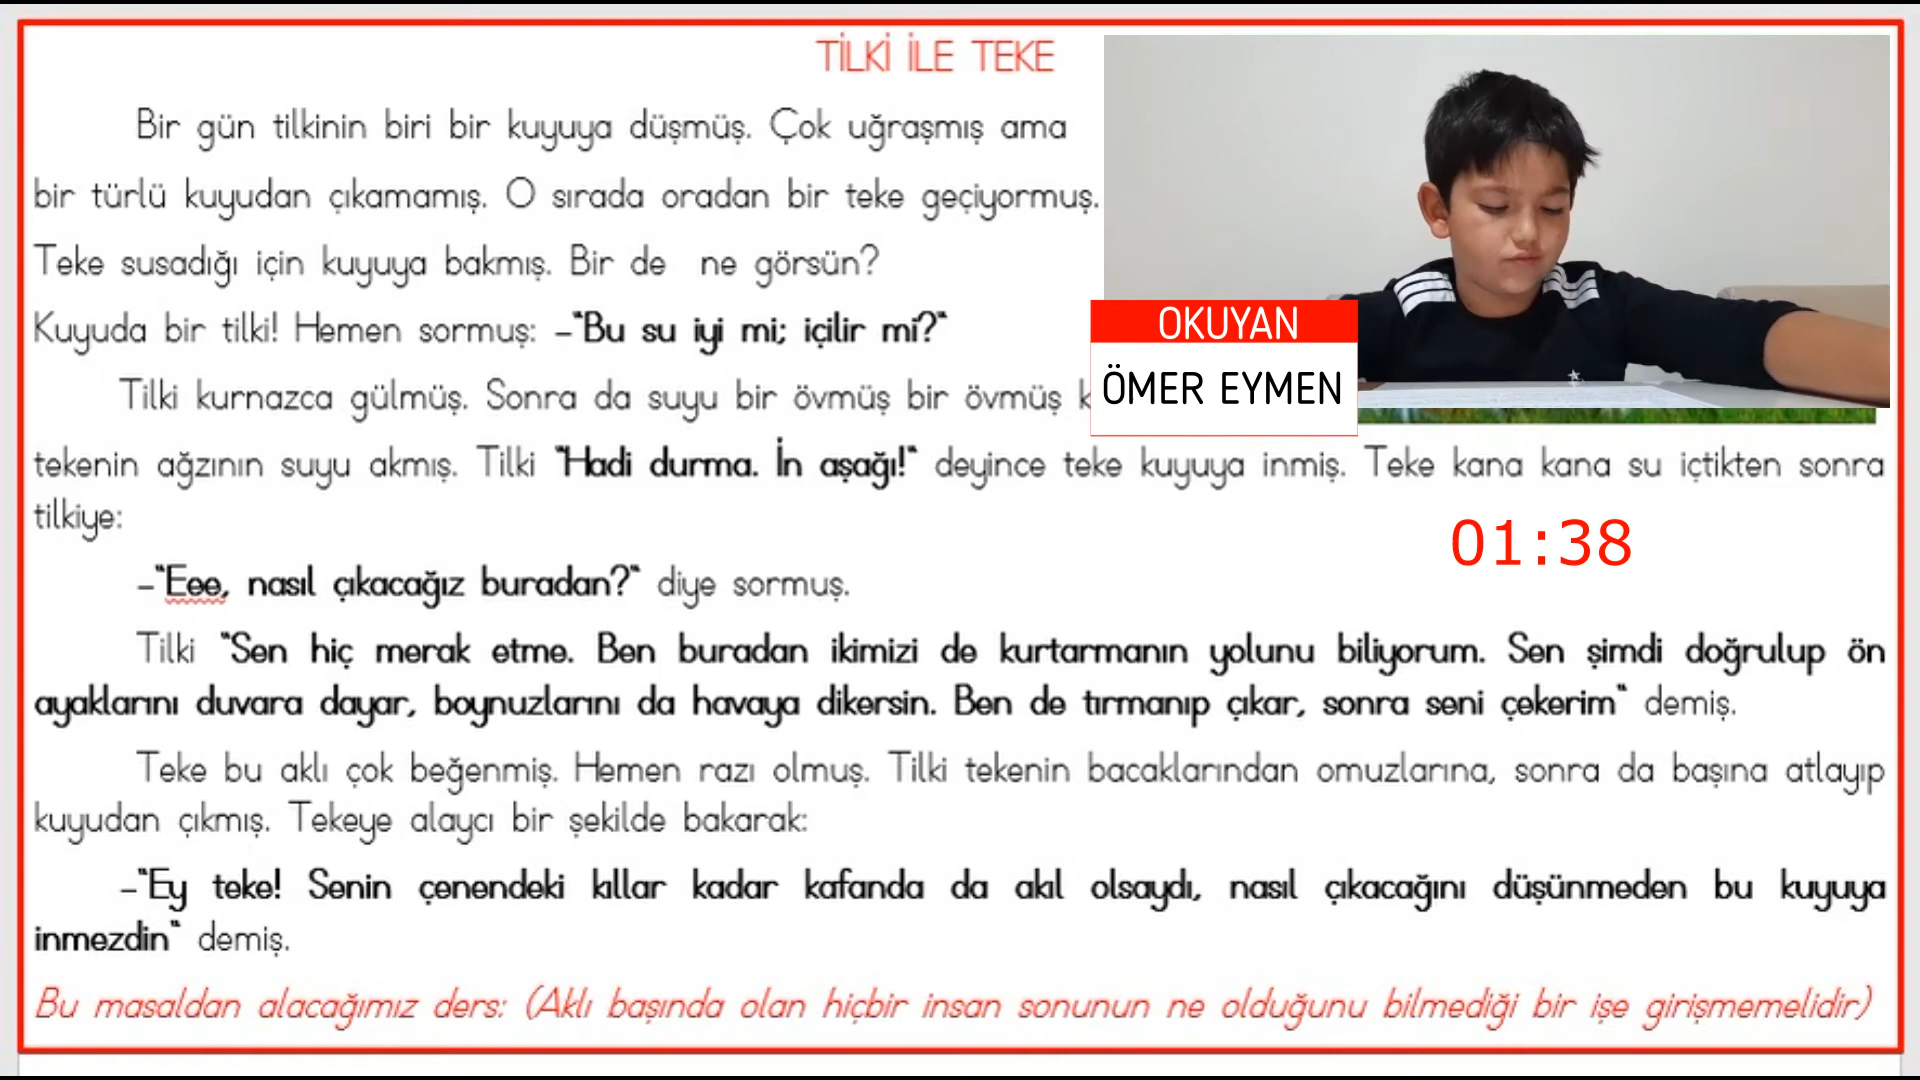 TİLKİ İLE TEKE
Bir gün tilkinin biri bir kuyuya düşmüş. Çok uğraşmış ama
bir türlü kuyudan çıkamamış. O sırada oradan bir teke geçiyormuş.
Teke susadığı için kuyuya bakmış. Bir de ne görsün?
Kuyuda bir tilki! Hemen sormuş: –“Bu su iyi mi; içilir mi?“
Tilki kurnazca gülmüş. Sonra da suyu bir övmüş bir övmüş
tekenin ağzının suyu akmış. Tilki “Hadi durma. İn aşağı!“ deyince teke kuyuya inmiş. Teke kana kana su içtikten sonra
tilkiye:
–“Eee, nasıl çıkacağız buradan?“ diye sormuş.
Tilki “Sen hiç merak etme. Ben buradan ikimizi de kurtarmanın yolunu biliyorum. Sen şimdi doğrulup ön
ayaklarını duvara dayar, boynuzlarını da havaya dikersin. Ben de tırmanıp çıkar, sonra seni çekerim“ demiş.
Teke bu aklı çok beğenmiş. Hemen razı olmuş. Tilki tekenin bacaklarından omuzlarına, sonra da başına atlayıp
kuyudan çıkmış. Tekeye alaycı bir şekilde bakarak:
–“Ey teke! Senin çenendeki kıllar kadar kafanda da akıl olsaydı, nasıl çıkacağını düşünmeden bu kuyuya
inmezdin“ demiş.
Bu masaldan alacağımız ders: (Aklı başında olan hiçbir insan sonunun ne olduğunu bilmediği bir işe girişmemelidir)
OKUYAN
ÖMER EYMEN
01:38